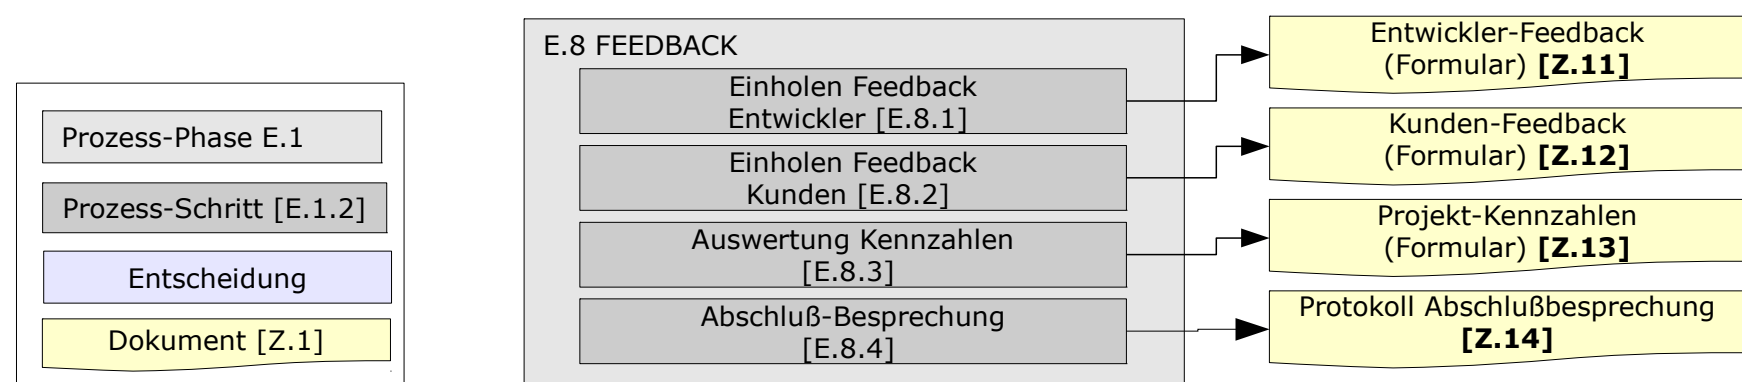 Prozess-Phase E.1
Prozess-Schritt [E.1.2]
Entscheidung
Dokument [Z.1]
E.8 FEEDBACK
Einholen Feedback
Entwickler [E.8.1]
Einholen Feedback
Kunden [E.8.2]
Auswertung Kennzahlen
[E.8.3]
Abschluß-Besprechung
[E.8.4]
Entwickler-Feedback
(Formular) [Z.11]
Kunden-Feedback
(Formular) [Z.12]
Projekt-Kennzahlen
(Formular) [Z.13]
Protokoll Abschlußbesprechung
[Z.14]